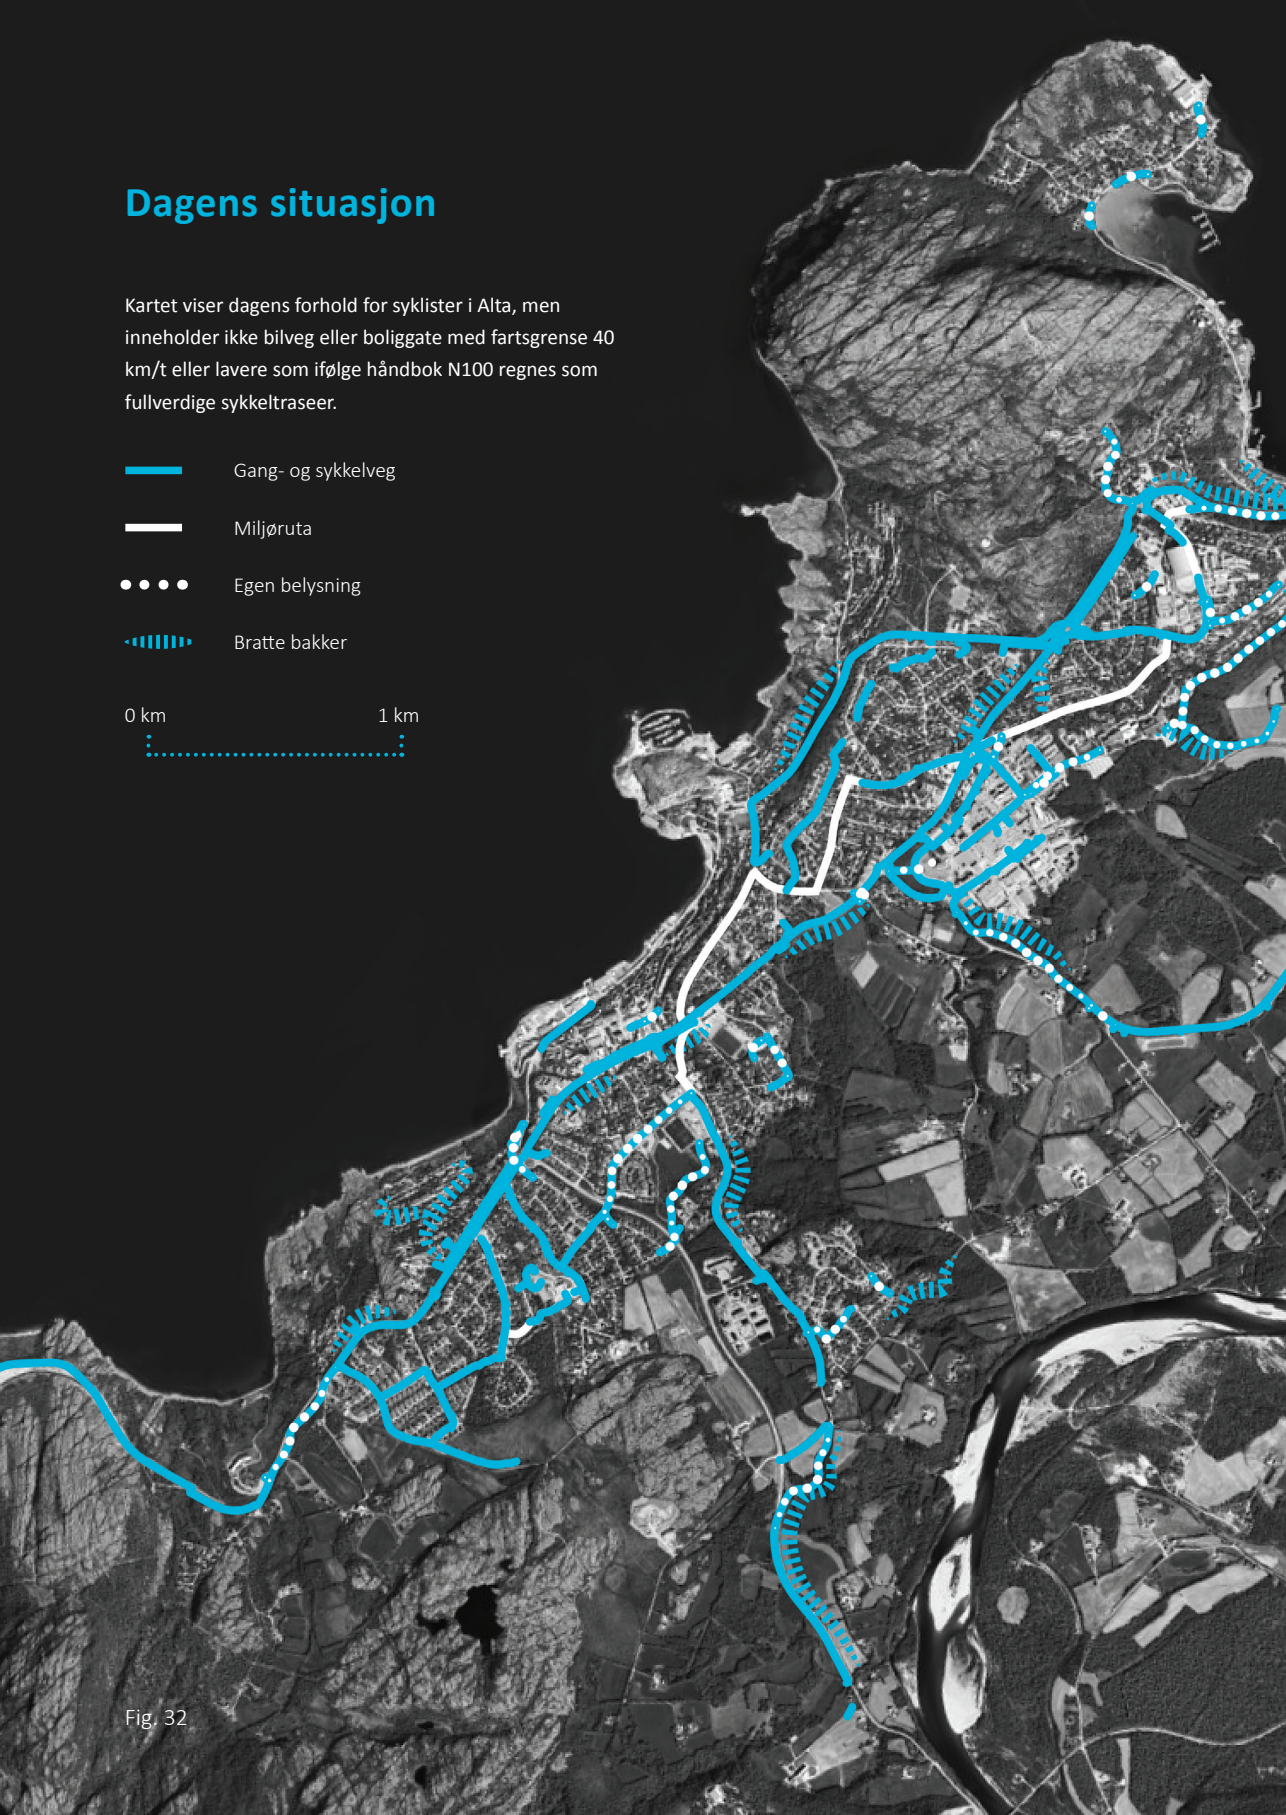 Dagens situasjon
Kartet viser dagens forhold for syklister i Alta, men
inneholder ikke bilveg eller boliggate med fartsgrense 40
km/t eller lavere som ifølge håndbok N100 regnes som
fullverdige sykkeltraseer.
Gang- og sykkelveg
Miljøruta
Egen belysning
Bratte bakker
0 km 1 km
Fig. 32